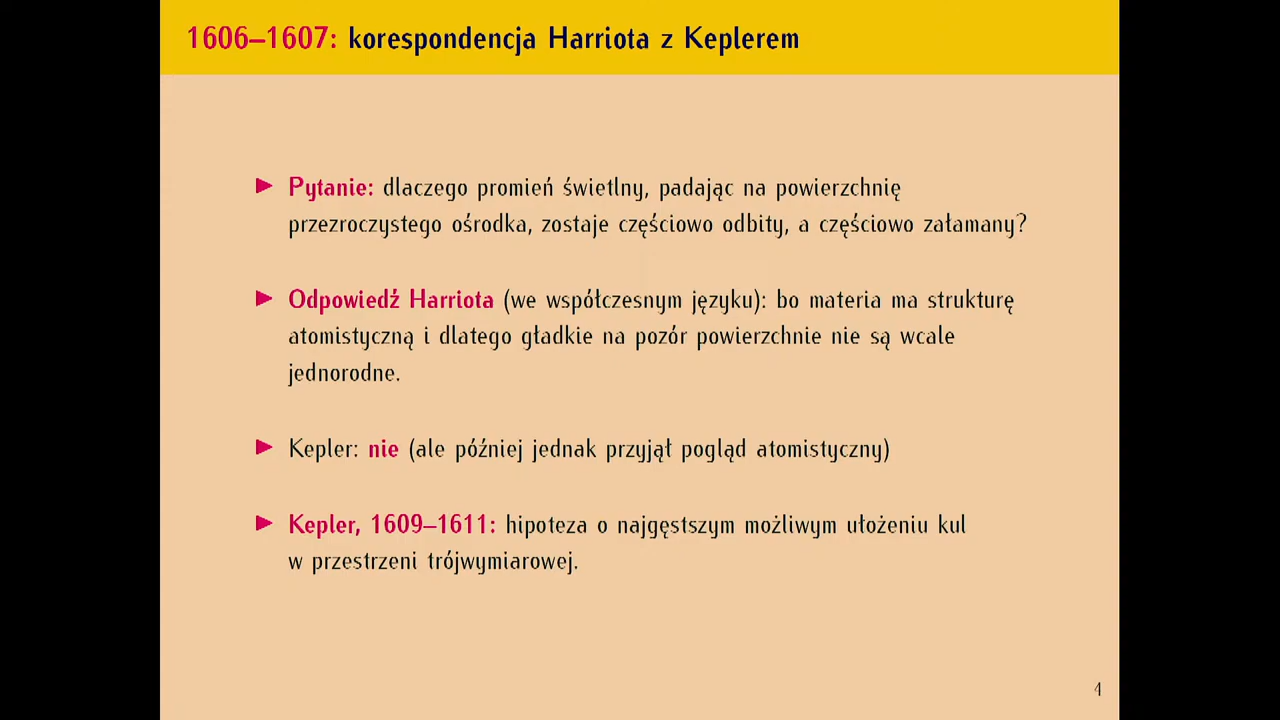 1606–1607: korespondencja Harriota z Keplerem
► Pytanie: dlaczego promień świetlny, padając na powierzchnię
przezroczystego ośrodka, zostaje częściowo odbity, a częściowo załamany?
► Odpowiedź Harriota (we współczesnym języku): bo materia ma strukturę
atomistyczną i dlatego gładkie na pozór powierzchnie nie są wcale
jednorodne.
► Kepler: nie (ale później jednak przyjął pogląd atomistyczny)
► Kepler, 1609–1611: hipoteza o najgęstszym możliwym ułożeniu kul
w przestrzeni trójwymiarowej.
4